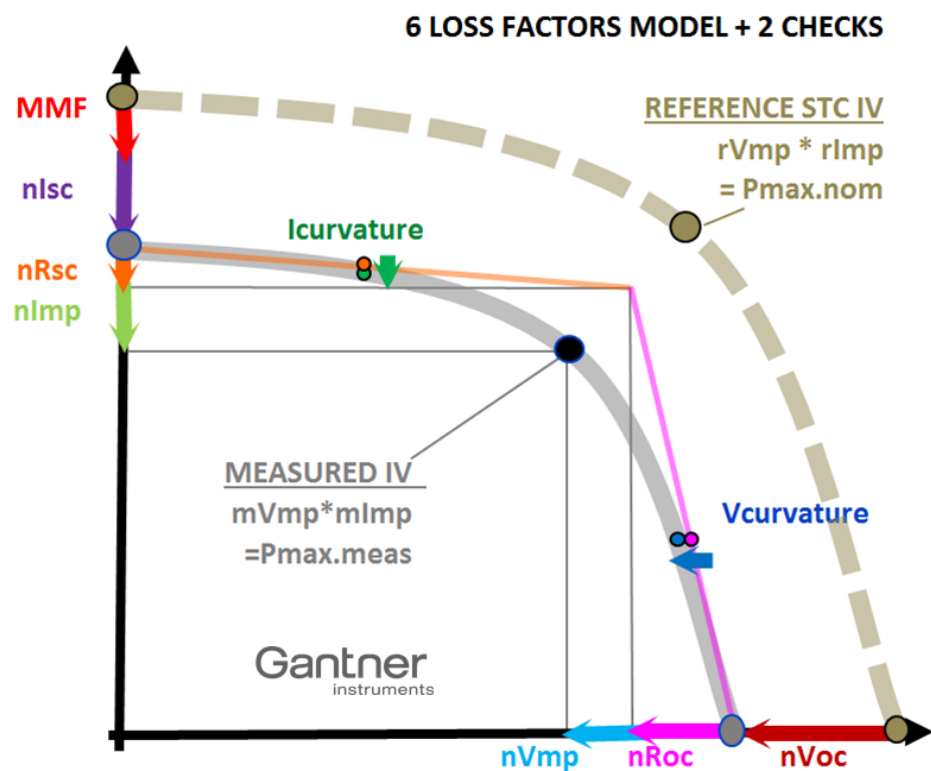 6 LOSS FACTORS MODEL + 2 CHECKS
MMF
REFERENCE STC IV
rVmp * rImp
= Pmax.nom
nIsc
Icurvature
nRsc
nImp
MEASURED IV
mVmp*mImp
=Pmax.meas
Vcurvature
Gantner
instruments
nVmp
nRoc
nVoc